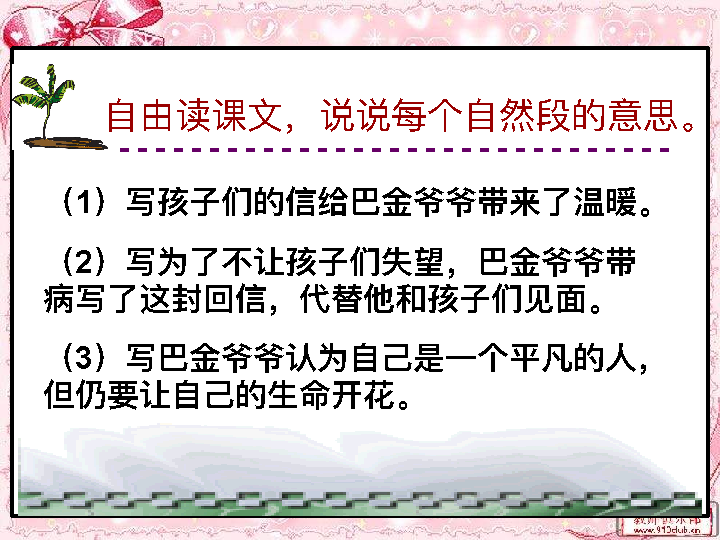 自由读课文，说说每个自然段的意思。
（1）写孩子们的信给巴金爷爷带来了温暖。
（2）写为了不让孩子们失望，巴金爷爷带
病写了这封回信，代替他和孩子们见面。
（3）写巴金爷爷认为自己是一个平凡的人，
但仍要让自己的生命开花。
www.910club.cn